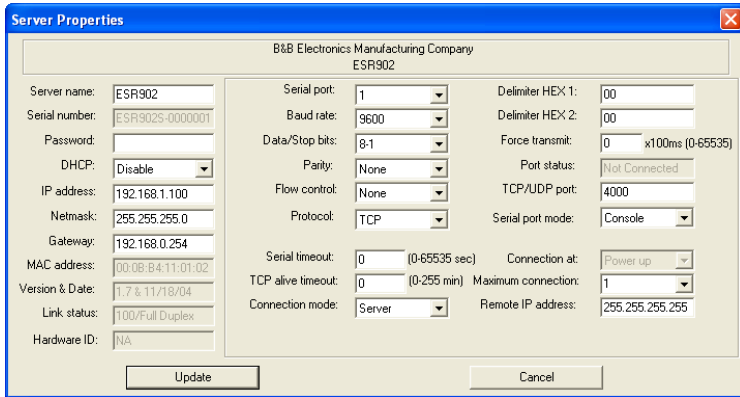 Server Properties
B&B Electronics Manufacturing Company
ESR902
Server name: ESR902
Serial number: ESR902S-0000001
Password:
DHCP: Disable
IP address: 192.168.1.100
Netmask: 255.255.255.0
Gateway: 192.168.0.254
MAC address: 00:0B:B4:11:01:02
Version & Date: 1.7 & 11/18/04
Link status: 100/Full Duplex
Hardware ID: NA
Serial port: 1
Baud rate: 9600
Data/Stop bits: 8-1
Parity: None
Flow control: None
Protocol: TCP
Serial timeout: 0 (0-65535 sec)
TCP alive timeout: 0 (0-255 min)
Connection mode: Server
Delimiter HEX 1: 00
Delimiter HEX 2: 00
Force transmit: 0 x100ms (0-65535)
Port status: Not Connected
TCP/UDP port: 4000
Serial port mode: Console
Connection at: Power up
Maximum connection: 1
Remote IP address: 255.255.255.255
Update
Cancel